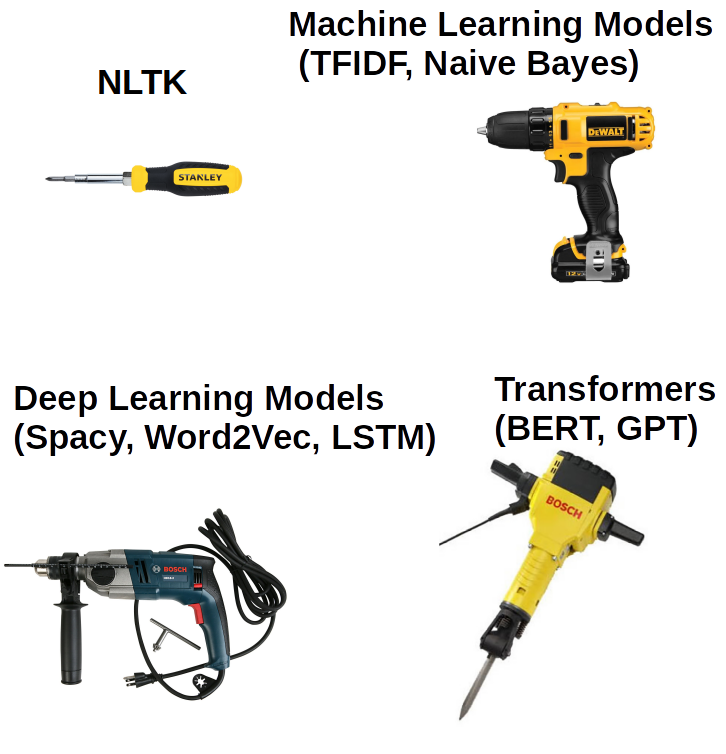 Machine Learning Models
(TFIDF, Naive Bayes)
NLTK
STANLEY
DEWALT
Deep Learning Models
(Spacy, Word2Vec, LSTM)
Transformers
(BERT, GPT)
BOSCH
BOSCH